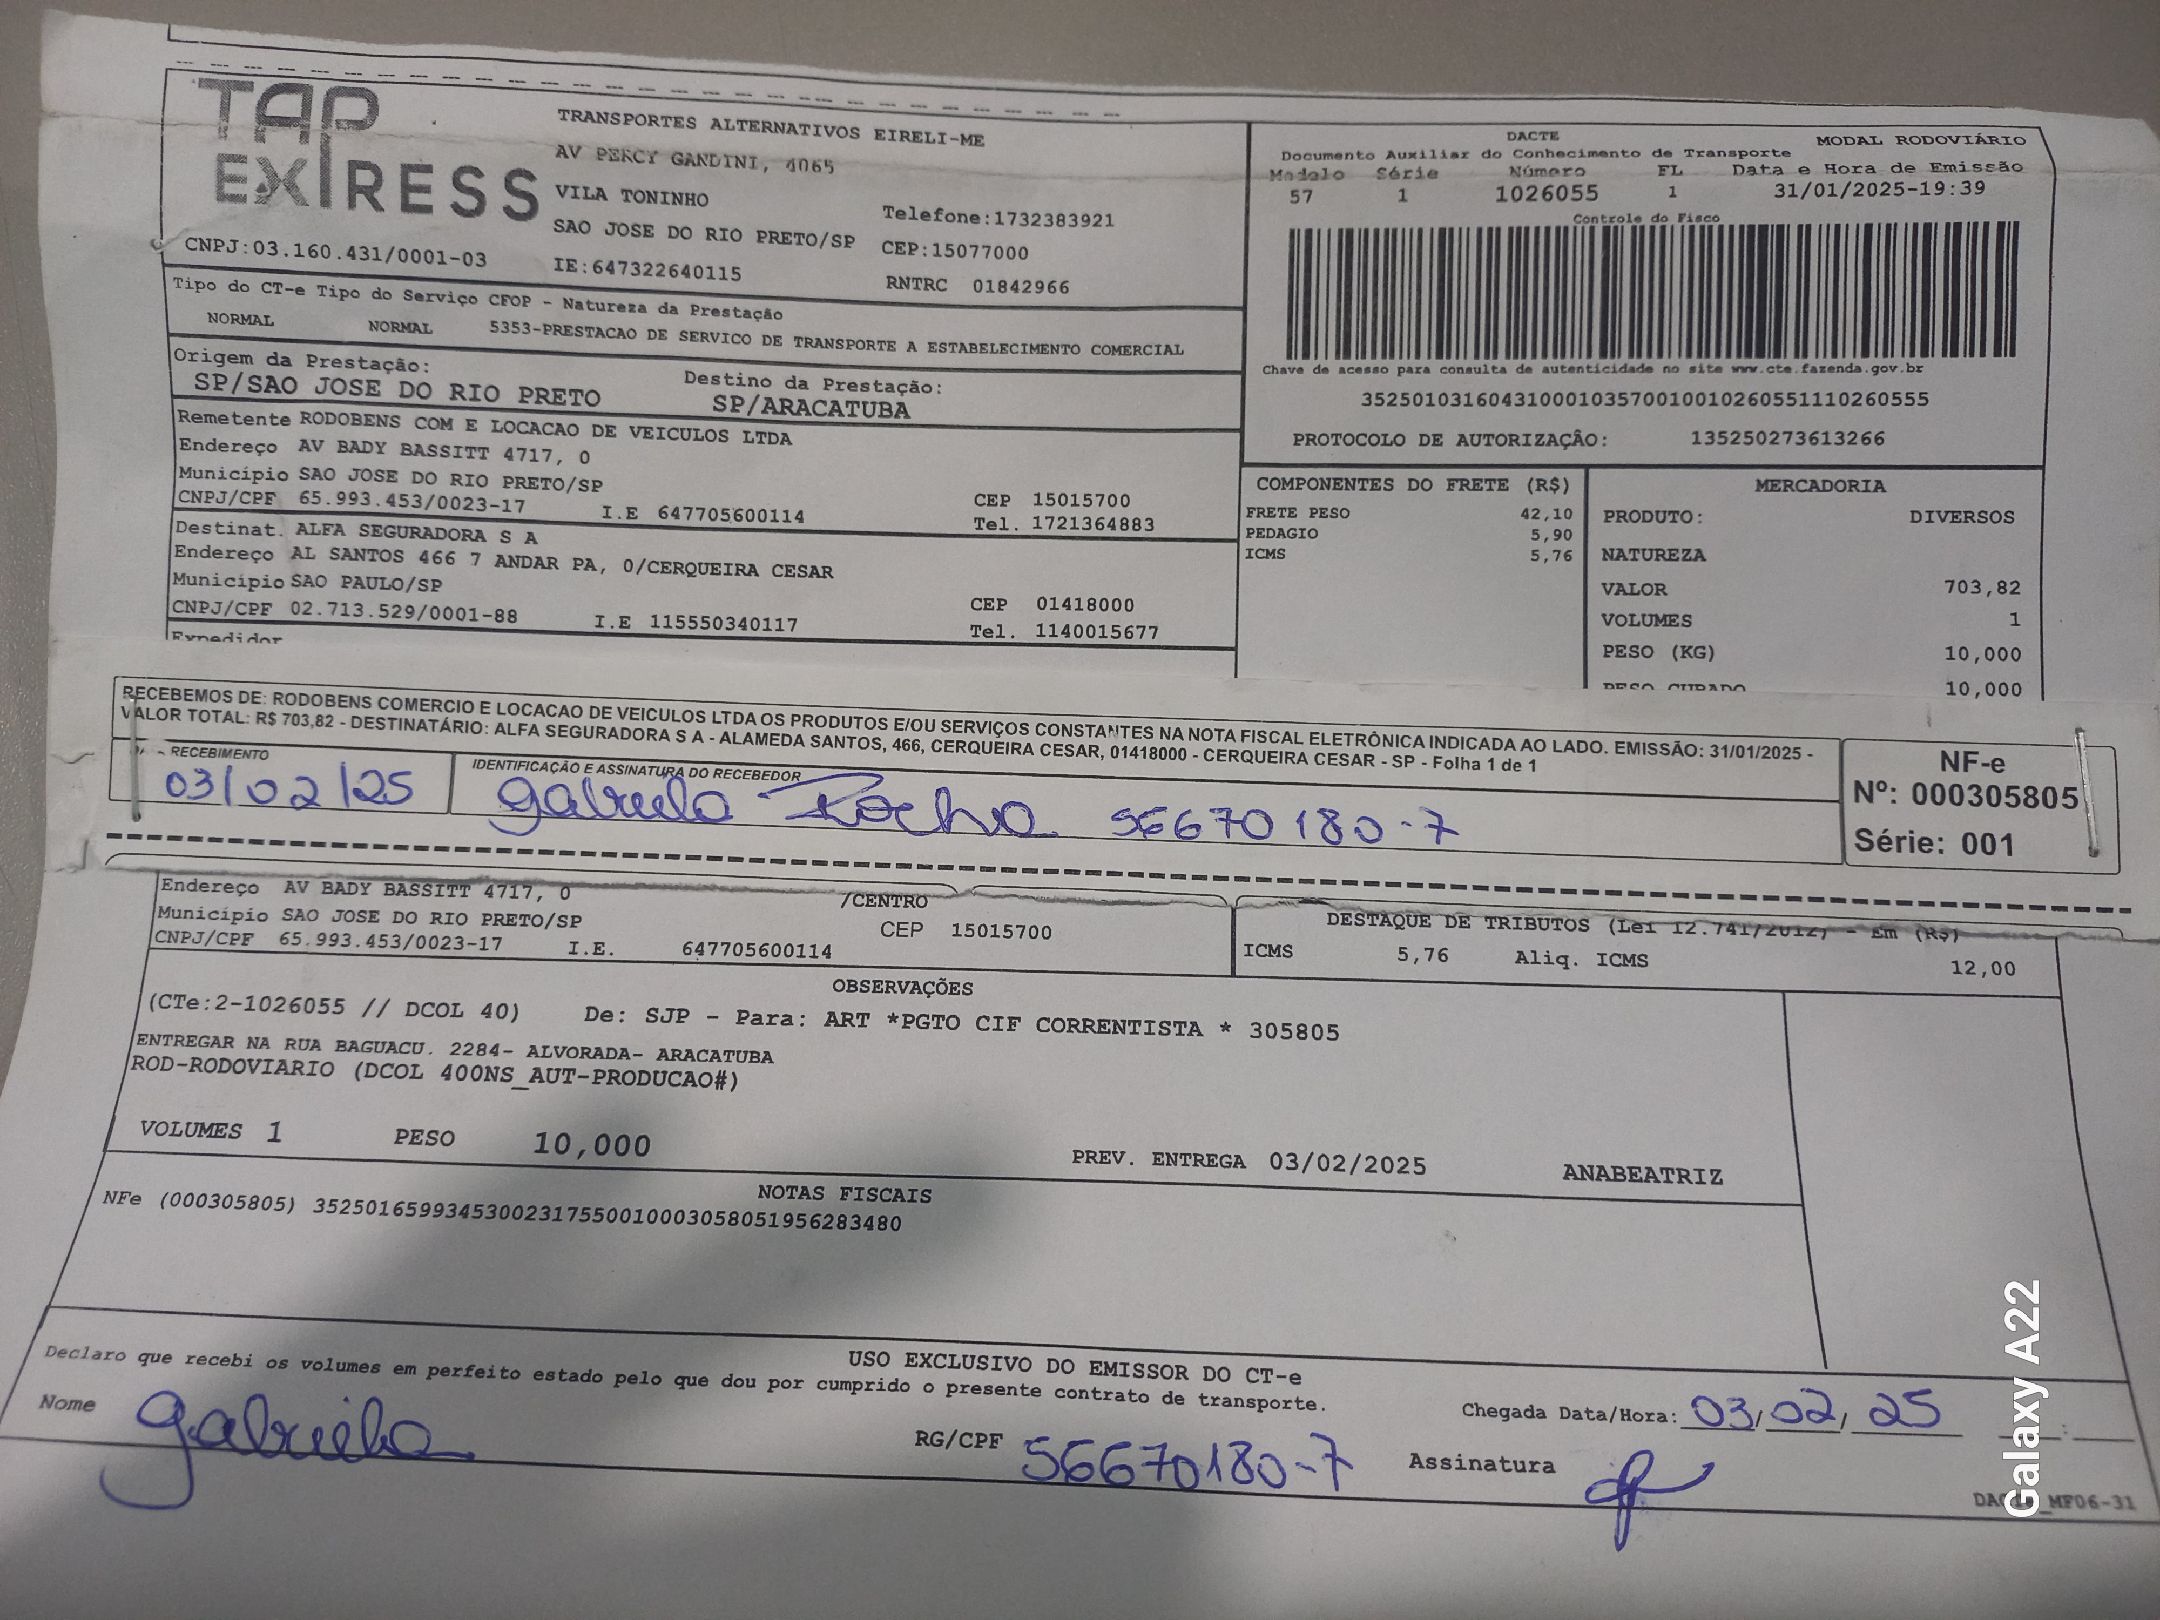 TAP
EXPRESS
TRANSPORTES ALTERNATIVOS EIRELI-ME
AV PERCY GANDINI, 4065
VILA TONINHO
Telefone:1732383921
SAO JOSE DO RIO PRETO/SP CEP:15077000
CNPJ:03.160.431/0001-03 IE:647322640115 RNTRC 01842966
Tipo do CT-e Tipo do Serviço CFOP - Natureza da Prestação
NORMAL NORMAL 5353-PRESTACAO DE SERVICO DE TRANSPORTE A ESTABELECIMENTO COMERCIAL
Origem da Prestação: Destino da Prestação:
SP/SAO JOSE DO RIO PRETO SP/ARACATUBA
Remetente RODOBENS COM E LOCACAO DE VEICULOS LTDA
Endereço AV BADY BASSITT 4717, 0
Município SAO JOSE DO RIO PRETO/SP CEP 15015700
CNPJ/CPF 65.993.453/0023-17 I.E 647705600114 Tel. 1721364883
Destinat. ALFA SEGURADORA S A
Endereço AL SANTOS 466 7 ANDAR PA, 0/CERQUEIRA CESAR
Município SAO PAULO/SP CEP 01418000
CNPJ/CPF 02.713.529/0001-88 I.E 115550340117 Tel. 1140015677
Expedidor
DACTE MODAL RODOVIÁRIO
Documento Auxiliar do Conhecimento de Transporte
Modelo Série Número FL Data e Hora de Emissão
57 1 1026055 1 31/01/2025-19:39
Controle do Fisco
Chave de acesso para consulta de autenticidade no site www.cte.fazenda.gov.br
35250103160431000103570010010260551110260555
PROTOCOLO DE AUTORIZAÇÂO: 135250273613266
COMPONENTES DO FRETE (R$)
FRETE PESO 42,10
PEDAGIO 5,90
ICMS 5,76
MERCADORIA
PRODUTO: DIVERSOS
NATUREZA
VALOR 703,82
VOLUMES 1
PESO (KG) 10,000
PESO CUBADO 10,000
RECEBEMOS DE: RODOBENS COMERCIO E LOCACAO DE VEICULOS LTDA OS PRODUTOS E/OU SERVIÇOS CONSTANTES NA NOTA FISCAL ELETRÔNICA INDICADA AO LADO. EMISSÃO: 31/01/2025 -
VALOR TOTAL: R$ 703,82 - DESTINATÁRIO: ALFA SEGURADORA S A - ALAMEDA SANTOS, 466, CERQUEIRA CESAR, 01418000 - CERQUEIRA CESAR - SP - Folha 1 de 1
RECEBIMENTO IDENTIFICAÇÃO E ASSINATURA DO RECEBEDOR
03/02/25 Gabriela Rocha 56670180-7
NF-e
Nº: 000305805
Série: 001
Endereço AV BADY BASSITT 4717, 0 /CENTRO
Município SAO JOSE DO RIO PRETO/SP CEP 15015700
CNPJ/CPF 65.993.453/0023-17 I.E. 647705600114
DESTAQUE DE TRIBUTOS (Lei 12.741/2012) - Em (R$)
ICMS 5,76 Aliq. ICMS 12,00
OBSERVAÇÕES
(CTe:2-1026055 // DCOL 40) De: SJP - Para: ART *PGTO CIF CORRENTISTA * 305805
ENTREGAR NA RUA BAGUACU. 2284- ALVORADA- ARACATUBA
ROD-RODOVIARIO (DCOL 400NS_AUT-PRODUCAO#)
VOLUMES 1 PESO 10,000 PREV. ENTREGA 03/02/2025 ANABEATRIZ
NOTAS FISCAIS
NFe (000305805) 35250165993453002317550010003058051956283480
USO EXCLUSIVO DO EMISSOR DO CT-e
Declaro que recebi os volumes em perfeito estado pelo que dou por cumprido o presente contrato de transporte.
Nome Gabriela RG/CPF 56670180-7 Chegada Data/Hora: 03/02/25 :
Assinatura
MF06-31
Galaxy A22